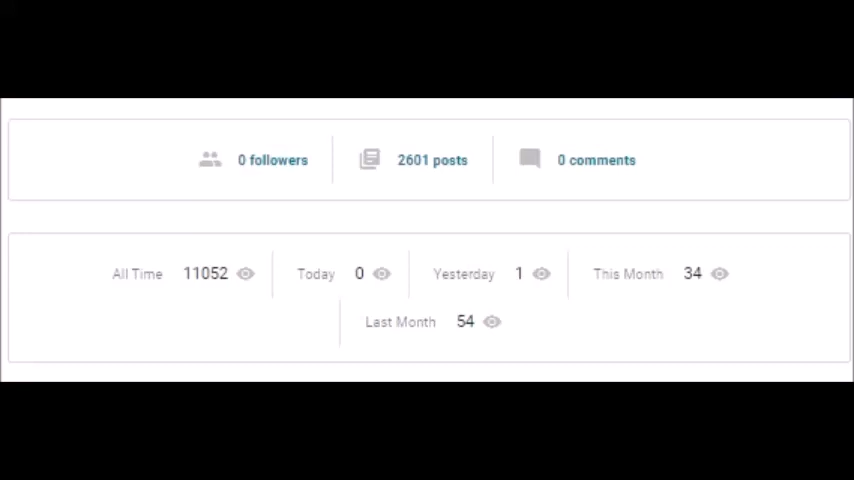 0 followers 2601 posts 0 comments
All Time 11052 Today 0 Yesterday 1 This Month 34
Last Month 54